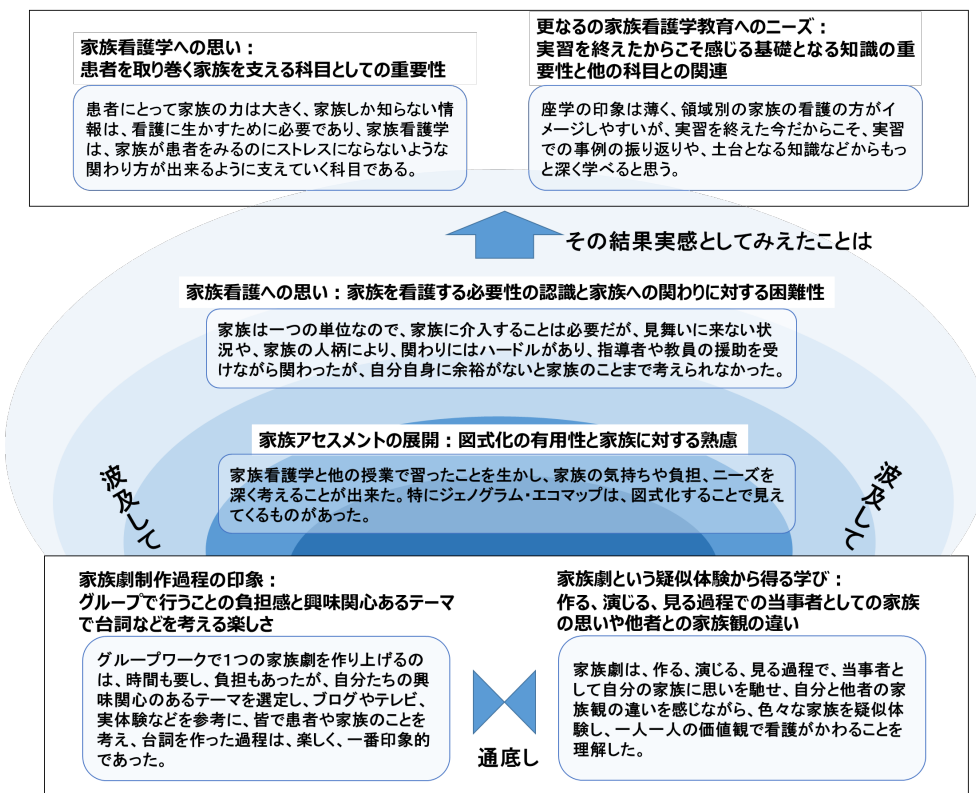 家族看護学への思い：
患者を取り巻く家族を支える科目としての重要性
患者にとって家族の力は大きく、家族しか知らない情
報は、看護に生かすために必要であり、家族看護学
は、家族が患者をみるのにストレスにならないような
関わり方が出来るように支えていく科目である。
更なるの家族看護学教育へのニーズ：
実習を終えたからこそ感じる基礎となる知識の重
要性と他の科目との関連
座学の印象は薄く、領域別の家族の看護の方がイ
メージしやすいが、実習を終えた今だからこそ、実習
での事例の振り返りや、土台となる知識などからもっ
と深く学べると思う。
その結果実感としてみえたことは
家族看護への思い：家族を看護する必要性の認識と家族への関わりに対する困難性
家族は一つの単位なので、家族に介入することは必要だが、見舞いに来ない状
況や、家族の人柄により、関わりにはハードルがあり、指導者や教員の援助を受
けながら関わったが、自分自身に余裕がないと家族のことまで考えられなかった。
家族アセスメントの展開：図式化の有用性と家族に対する熟慮
家族看護学と他の授業で習ったことを生かし、家族の気持ちや負担、ニーズを
深く考えることが出来た。特にジェノグラム・エコマップは、図式化することで見え
てくるものがあった。
波及して
波及して
家族劇制作過程の印象：
グループで行うことの負担感と興味関心あるテーマ
で台詞などを考える楽しさ
グループワークで1つの家族劇を作り上げるの
は、時間も要し、負担もあったが、自分たちの興
味関心のあるテーマを選定し、ブログやテレビ、
実体験などを参考に、皆で患者や家族のことを
考え、台詞を作った過程は、楽しく、一番印象的
であった。
通底し
家族劇という疑似体験から得る学び：
作る、演じる、見る過程での当事者としての家族
の思いや他者との家族観の違い
家族劇は、作る、演じる、見る過程で、当事者と
して自分の家族に思いを馳せ、自分と他者の家
族観の違いを感じながら、色々な家族を疑似体
験し、一人一人の価値観で看護がかわることを
理解した。